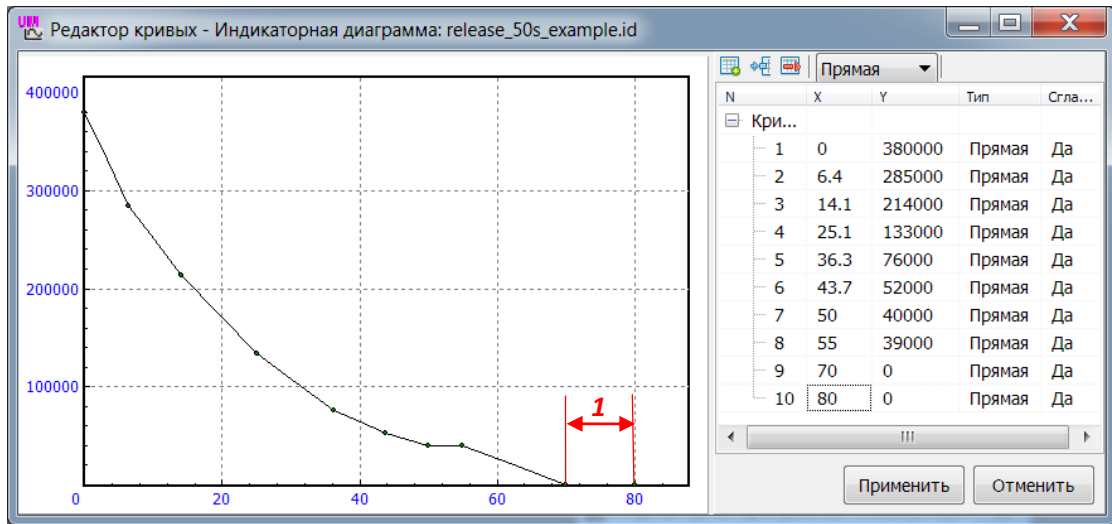 UM Редактор кривых - Индикаторная диаграмма: release_50s_example.id
400000
300000
200000
100000
0 20 40 60 80
1
Прямая
N X Y Тип Сгла...
Кри...
1 0 380000 Прямая Да
2 6.4 285000 Прямая Да
3 14.1 214000 Прямая Да
4 25.1 133000 Прямая Да
5 36.3 76000 Прямая Да
6 43.7 52000 Прямая Да
7 50 40000 Прямая Да
8 55 39000 Прямая Да
9 70 0 Прямая Да
10 80 0 Прямая Да
Применить Отменить